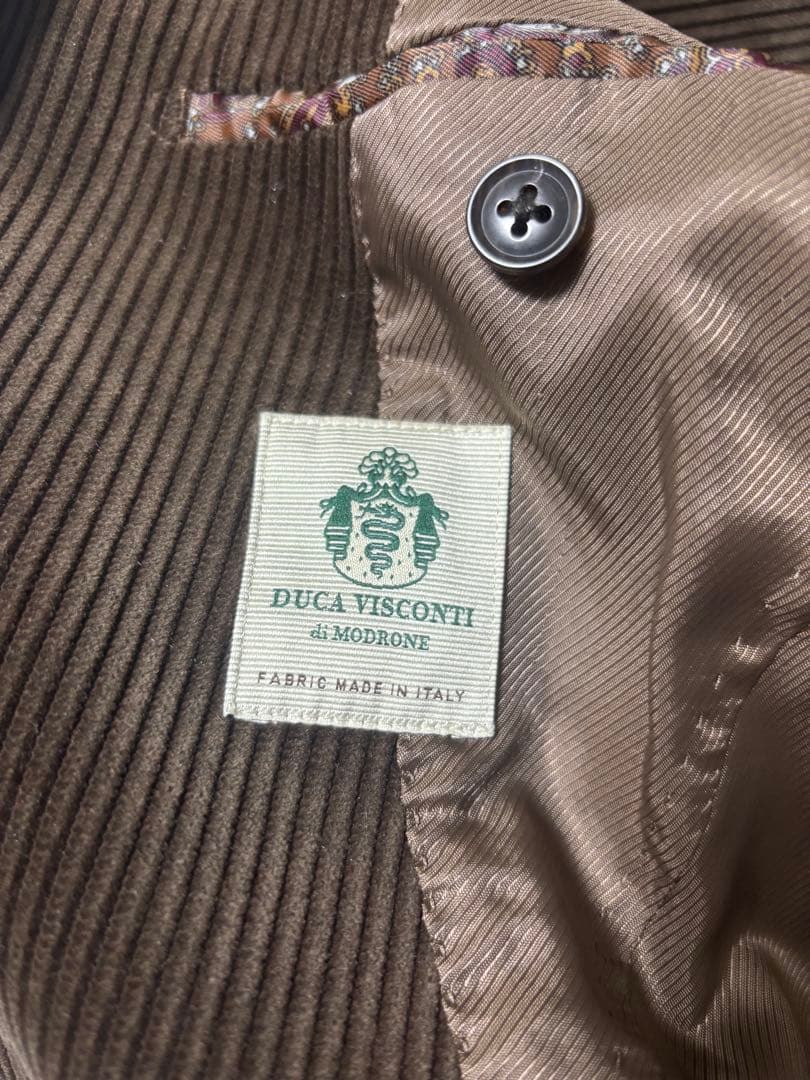 DUCA VISCONTI
di MODRONE
FABRIC MADE IN ITALY